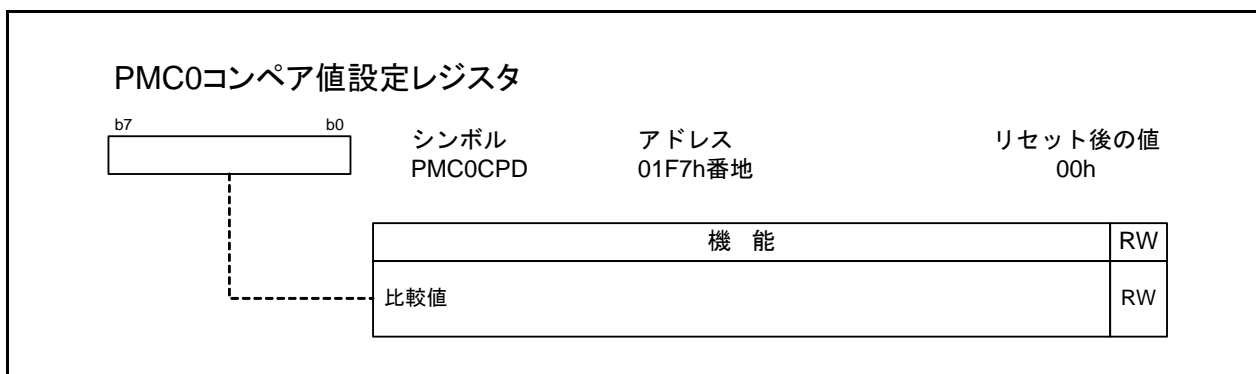 PMC0コンペア値設定レジスタ
b7 b0
シンボル アドレス リセット後の値
PMC0CPD 01F7h番地 00h
機 能 RW
比較値 RW